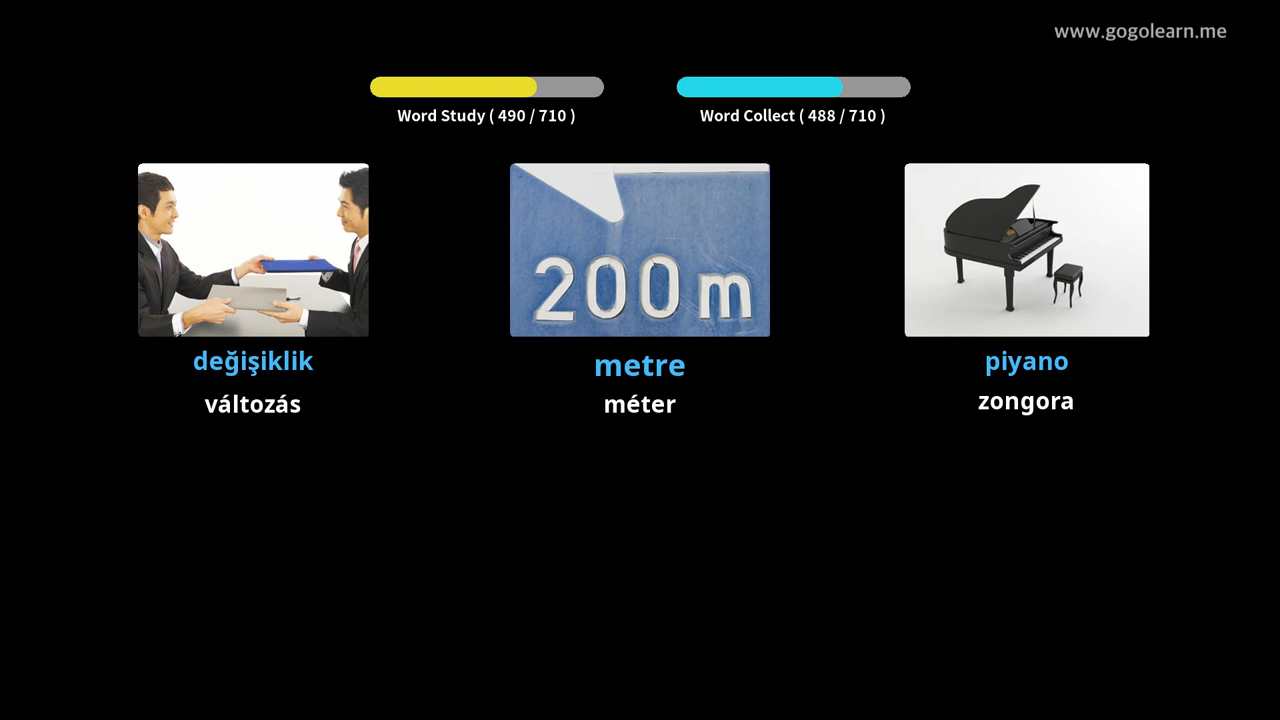 www.gogolearn.me
Word Study ( 490 / 710 )
Word Collect ( 488 / 710 )
200 m
değişiklik
metre
piyano
változás
méter
zongora